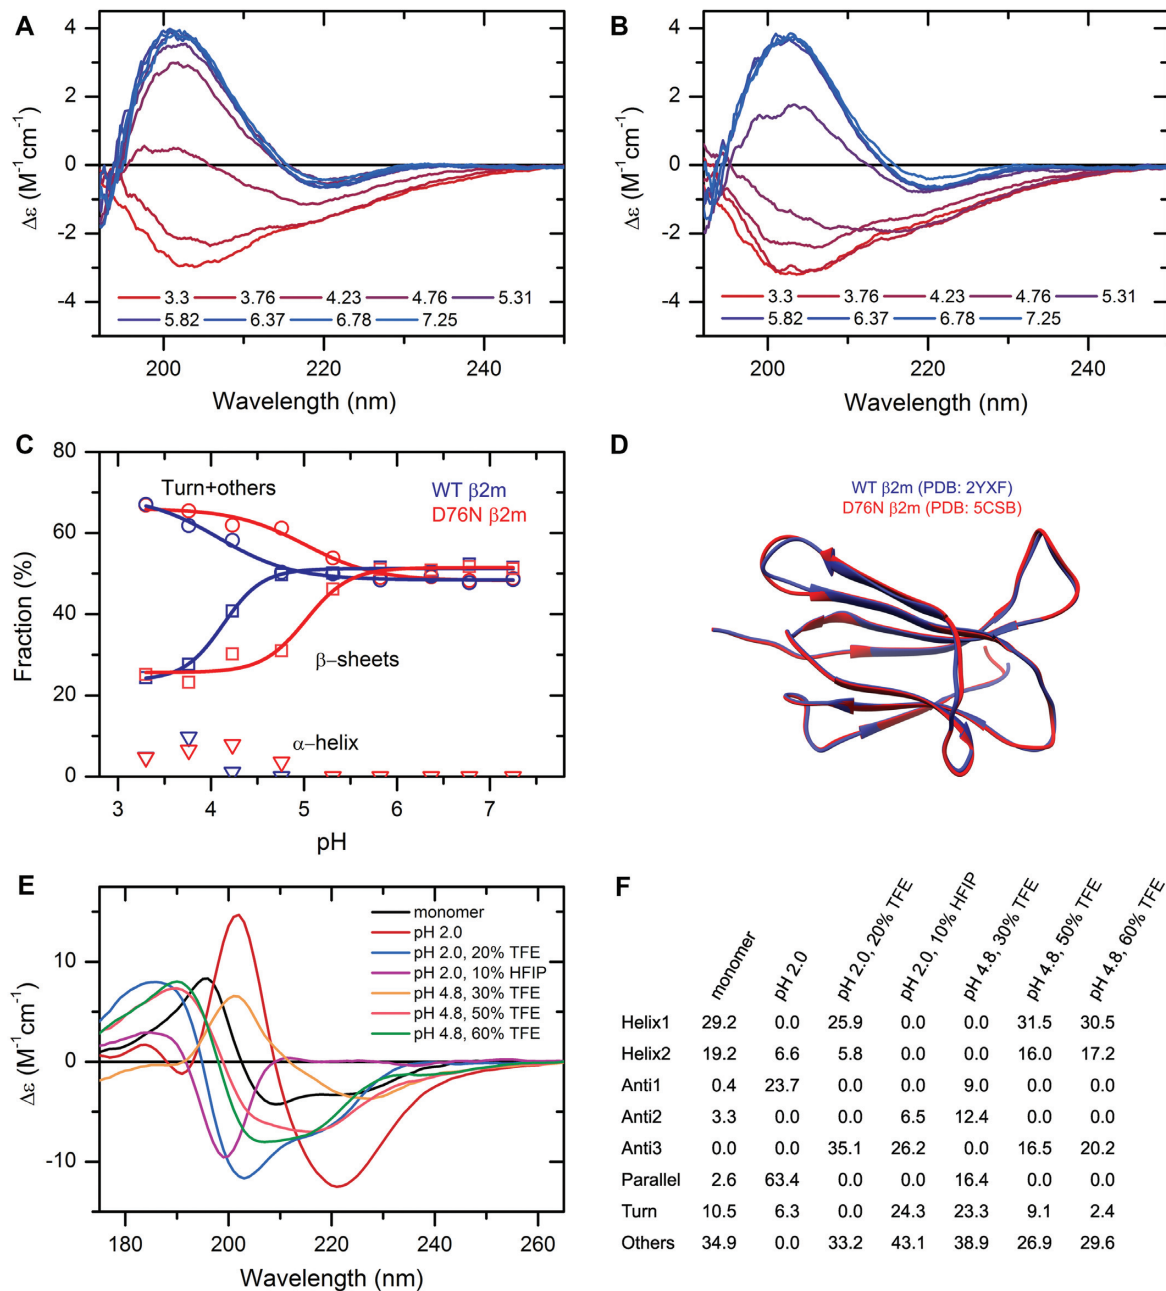 A
4
2
0
-2
-4
Δε (M⁻¹cm⁻¹)
3.3 3.76 4.23 4.76 5.31
5.82 6.37 6.78 7.25
200 220 240
Wavelength (nm)
B
4
2
0
-2
-4
Δε (M⁻¹cm⁻¹)
3.3 3.76 4.23 4.76 5.31
5.82 6.37 6.78 7.25
200 220 240
Wavelength (nm)
C
80
60
40
20
0
Fraction (%)
Turn+others
WT β2m
D76N β2m
β−sheets
α−helix
3 4 5 6 7
pH
D
WT β2m (PDB: 2YXF)
D76N β2m (PDB: 5CSB)
E
10
0
-10
Δε (M⁻¹cm⁻¹)
monomer
pH 2.0
pH 2.0, 20% TFE
pH 2.0, 10% HFIP
pH 4.8, 30% TFE
pH 4.8, 50% TFE
pH 4.8, 60% TFE
180 200 220 240 260
Wavelength (nm)
F
monomer pH 2.0 pH 2.0, 20% TFE pH 2.0, 10% HFIP pH 4.8, 30% TFE pH 4.8, 50% TFE pH 4.8, 60% TFE
Helix1 29.2 0.0 25.9 0.0 0.0 31.5 30.5
Helix2 19.2 6.6 5.8 0.0 0.0 16.0 17.2
Anti1 0.4 23.7 0.0 0.0 9.0 0.0 0.0
Anti2 3.3 0.0 0.0 6.5 12.4 0.0 0.0
Anti3 0.0 0.0 35.1 26.2 0.0 16.5 20.2
Parallel 2.6 63.4 0.0 0.0 16.4 0.0 0.0
Turn 10.5 6.3 0.0 24.3 23.3 9.1 2.4
Others 34.9 0.0 33.2 43.1 38.9 26.9 29.6